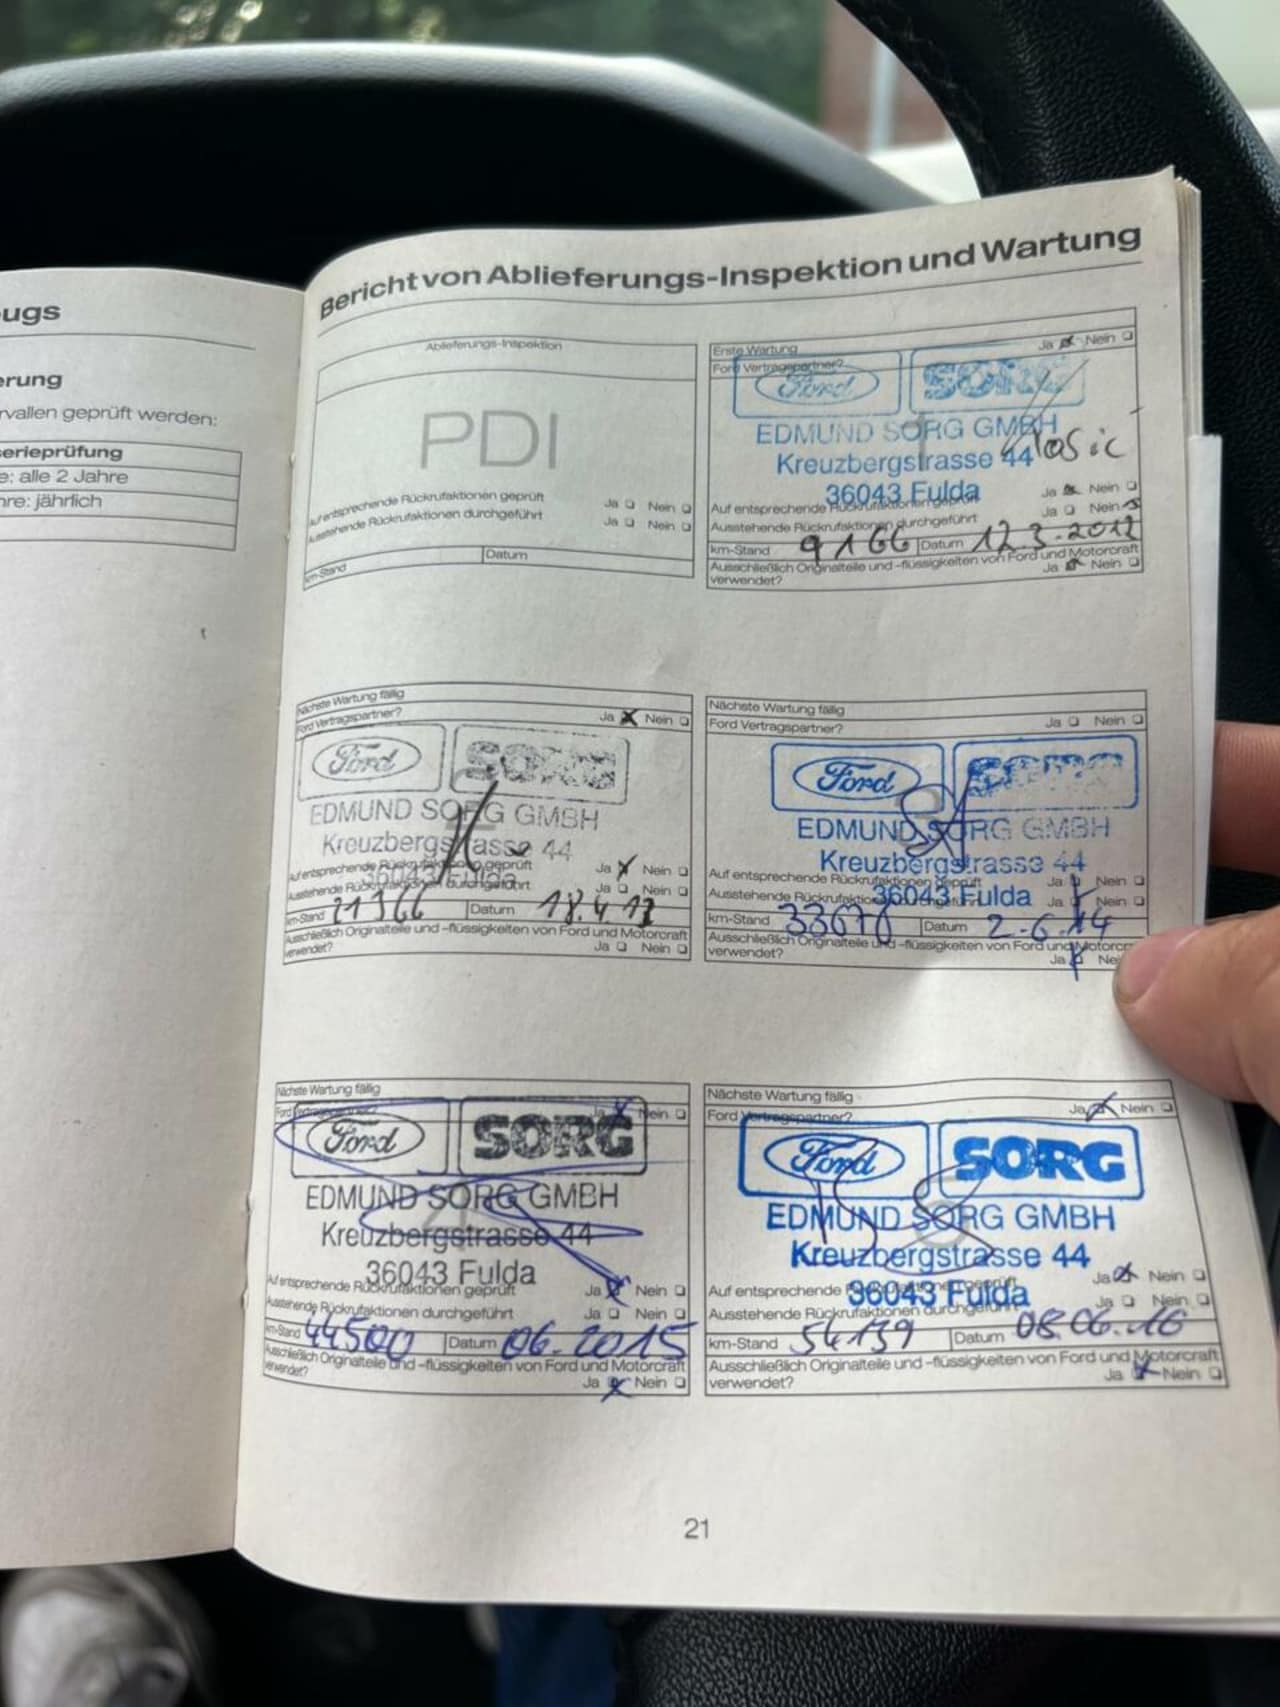 ugs
erung
rvallen geprüft werden:
serieprüfung
e: alle 2 Jahre
hre: jährlich
Bericht von Ablieferungs-Inspektion und Wartung
Ablieferungs-Inspektion
PDI
Auf entsprechende Rückrufaktionen geprüft Ja Nein
Ausstehende Rückrufaktionen durchgeführt Ja Nein
km-Stand Datum
Erste Wartung
Ford Vertragspartner? Ja Nein
Ford SORG
EDMUND SORG GMBH
Kreuzbergstrasse 44
36043 Fulda
Auf entsprechende Rückrufaktionen geprüft Ja Nein
Ausstehende Rückrufaktionen durchgeführt Ja Nein
km-Stand 9166 Datum 12.3.2012
Ausschließlich Originalteile und -flüssigkeiten von Ford und Motorcraft
verwendet? Ja Nein
Nächste Wartung fällig
Ford Vertragspartner? Ja Nein
Ford SORG
EDMUND SORG GMBH
Kreuzbergstrasse 44
36043 Fulda
Auf entsprechende Rückrufaktionen geprüft Ja Nein
Ausstehende Rückrufaktionen durchgeführt Ja Nein
km-Stand 21366 Datum 18.4.13
Ausschließlich Originalteile und -flüssigkeiten von Ford und Motorcraft
verwendet? Ja Nein
Nächste Wartung fällig
Ford Vertragspartner? Ja Nein
Ford SORG
EDMUND SORG GMBH
Kreuzbergstrasse 44
36043 Fulda
Auf entsprechende Rückrufaktionen geprüft Ja Nein
Ausstehende Rückrufaktionen durchgeführt Ja Nein
km-Stand 33678 Datum 2-6.14
Ausschließlich Originalteile und -flüssigkeiten von Ford und Motorcr
verwendet? Ja Nei
Nächste Wartung fällig
Ford Vertragspartner? Ja Nein
Ford SORG
EDMUND SORG GMBH
Kreuzbergstrasse 44
36043 Fulda
Auf entsprechende Rückrufaktionen geprüft Ja Nein
Ausstehende Rückrufaktionen durchgeführt Ja Nein
km-Stand 44500 Datum 06.2015
Ausschließlich Originalteile und -flüssigkeiten von Ford und Motorcraft
verwendet? Ja Nein
Nächste Wartung fällig
Ford Vertragspartner? Ja Nein
Ford SORG
EDMUND SORG GMBH
Kreuzbergstrasse 44
36043 Fulda
Auf entsprechende Rückrufaktionen geprüft Ja Nein
Ausstehende Rückrufaktionen durchgeführt Ja Nein
km-Stand 54139 Datum 08.06.16
Ausschließlich Originalteile und -flüssigkeiten von Ford und Motorcraft
verwendet? Ja Nein
21